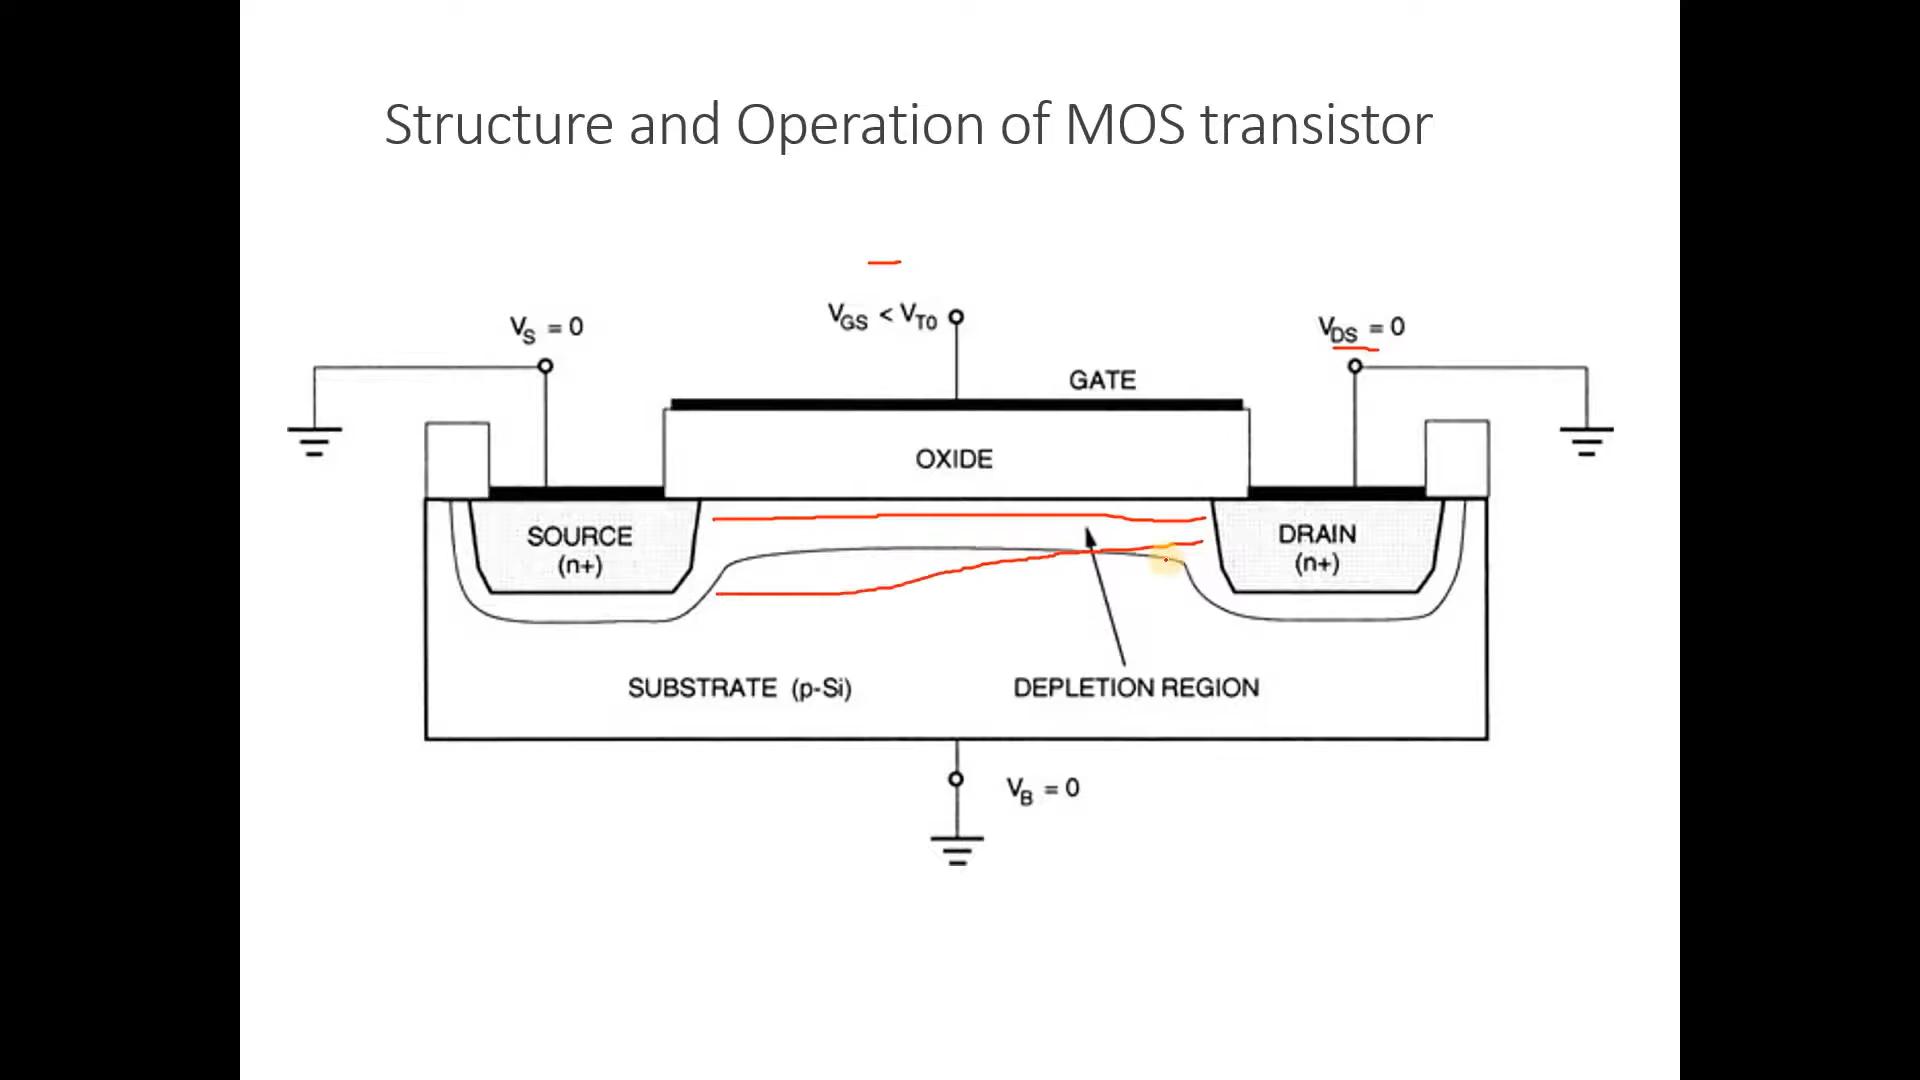 Structure and Operation of MOS transistor
V_GS < V_T0
V_S = 0
V_DS = 0
GATE
OXIDE
SOURCE
(n+)
DRAIN
(n+)
SUBSTRATE (p-Si)
DEPLETION REGION
V_B = 0